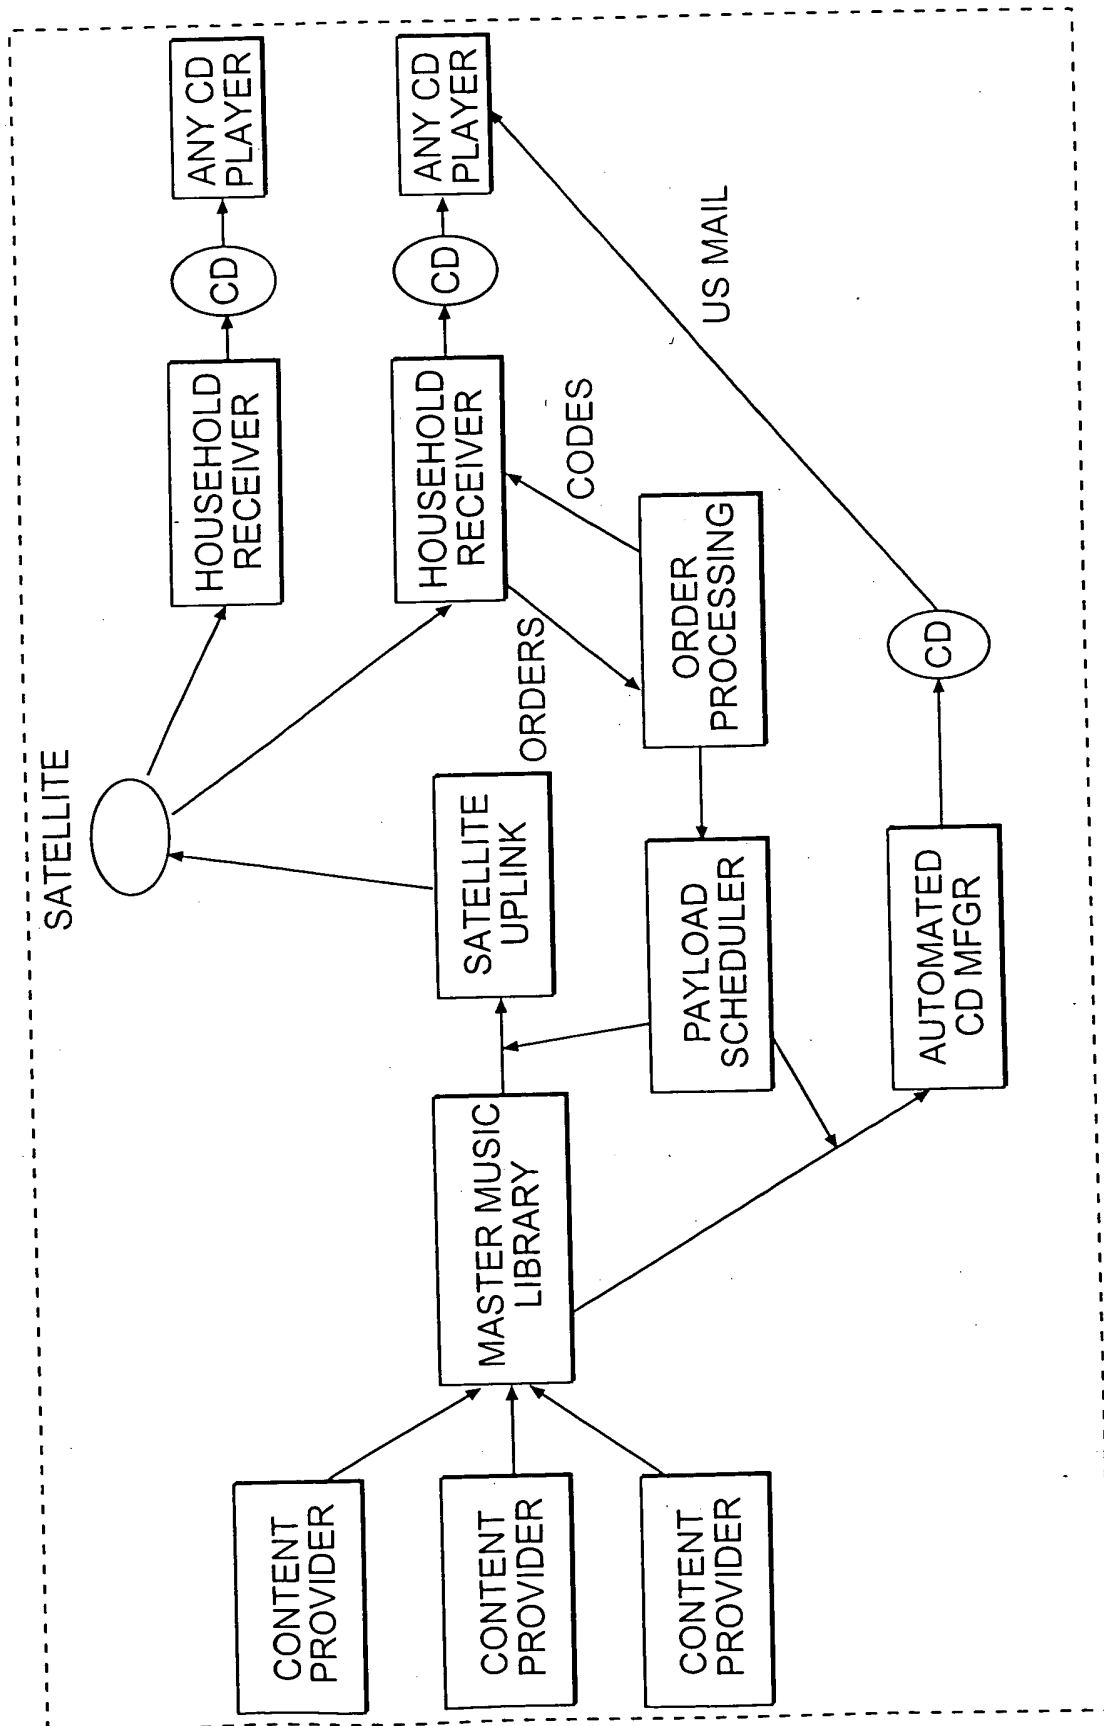 SATELLITE
CONTENT
PROVIDER
CONTENT
PROVIDER
CONTENT
PROVIDER
MASTER MUSIC
LIBRARY
SATELLITE
UPLINK
PAYLOAD
SCHEDULER
AUTOMATED
CD MFGR
ORDERS
ORDER
PROCESSING
CODES
CD
US MAIL
HOUSEHOLD
RECEIVER
CD
ANY CD
PLAYER
HOUSEHOLD
RECEIVER
CD
ANY CD
PLAYER